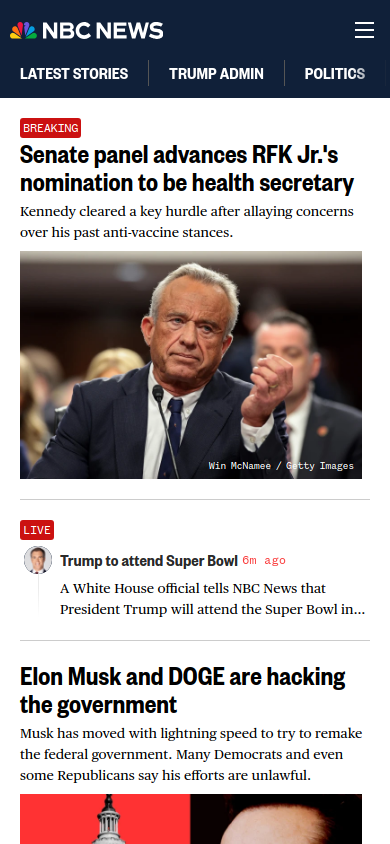 NBC NEWS
LATEST STORIES
TRUMP ADMIN
POLITICS
BREAKING
Senate panel advances RFK Jr.'s
nomination to be health secretary
Kennedy cleared a key hurdle after allaying concerns
over his past anti-vaccine stances.
Win McNamee / Getty Images
LIVE
Trump to attend Super Bowl 6m ago
A White House official tells NBC News that
President Trump will attend the Super Bowl in...
Elon Musk and DOGE are hacking
the government
Musk has moved with lightning speed to try to remake
the federal government. Many Democrats and even
some Republicans say his efforts are unlawful.